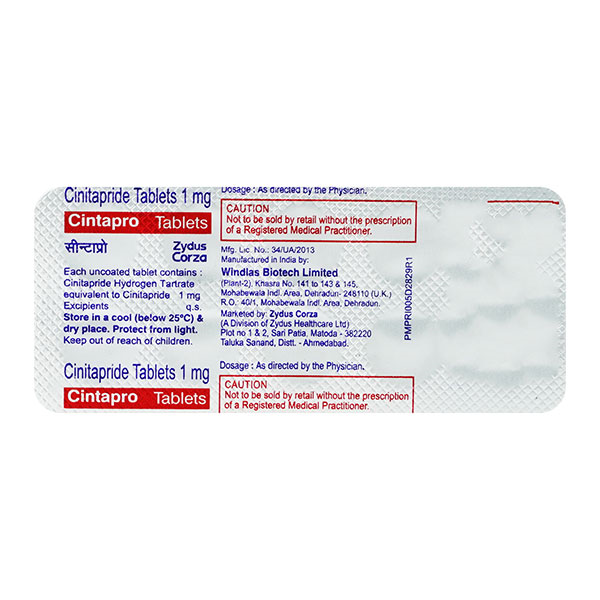 Cinitapride Tablets 1 mg
Cintapro Tablets
सीन्टाप्रो
Zydus
Corza
Each uncoated tablet contains :
Cinitapride Hydrogen Tartrate
equivalent to Cinitapride 1 mg
Excipients q.s.
Store in a cool (below 25°C) &
dry place. Protect from light.
Keep out of reach of children.
Cinitapride Tablets 1 mg
Cintapro Tablets
Dosage : As directed by the Physician.
CAUTION
Not to be sold by retail without the prescription
of a Registered Medical Practitioner.
Mfg. Lic. No.: 34/UA/2013
Manufactured in India by:
Windlas Biotech Limited
(Plant-2), Khasra No. 141 to 143 & 145,
Mohabewala Indl. Area, Dehradun- 248110 (U.K.)
R.O. 40/1, Mohabewala Indl. Area, Dehradun.
Marketed by: Zydus Corza
(A Division of Zydus Healthcare Ltd)
Plot no 1 & 2, Sari Patia, Matoda - 382220
Taluka Sanand, Distt. - Ahmedabad.
Dosage : As directed by the Physician.
CAUTION
Not to be sold by retail without the prescription
of a Registered Medical Practitioner.
PMPRI005D2829R1